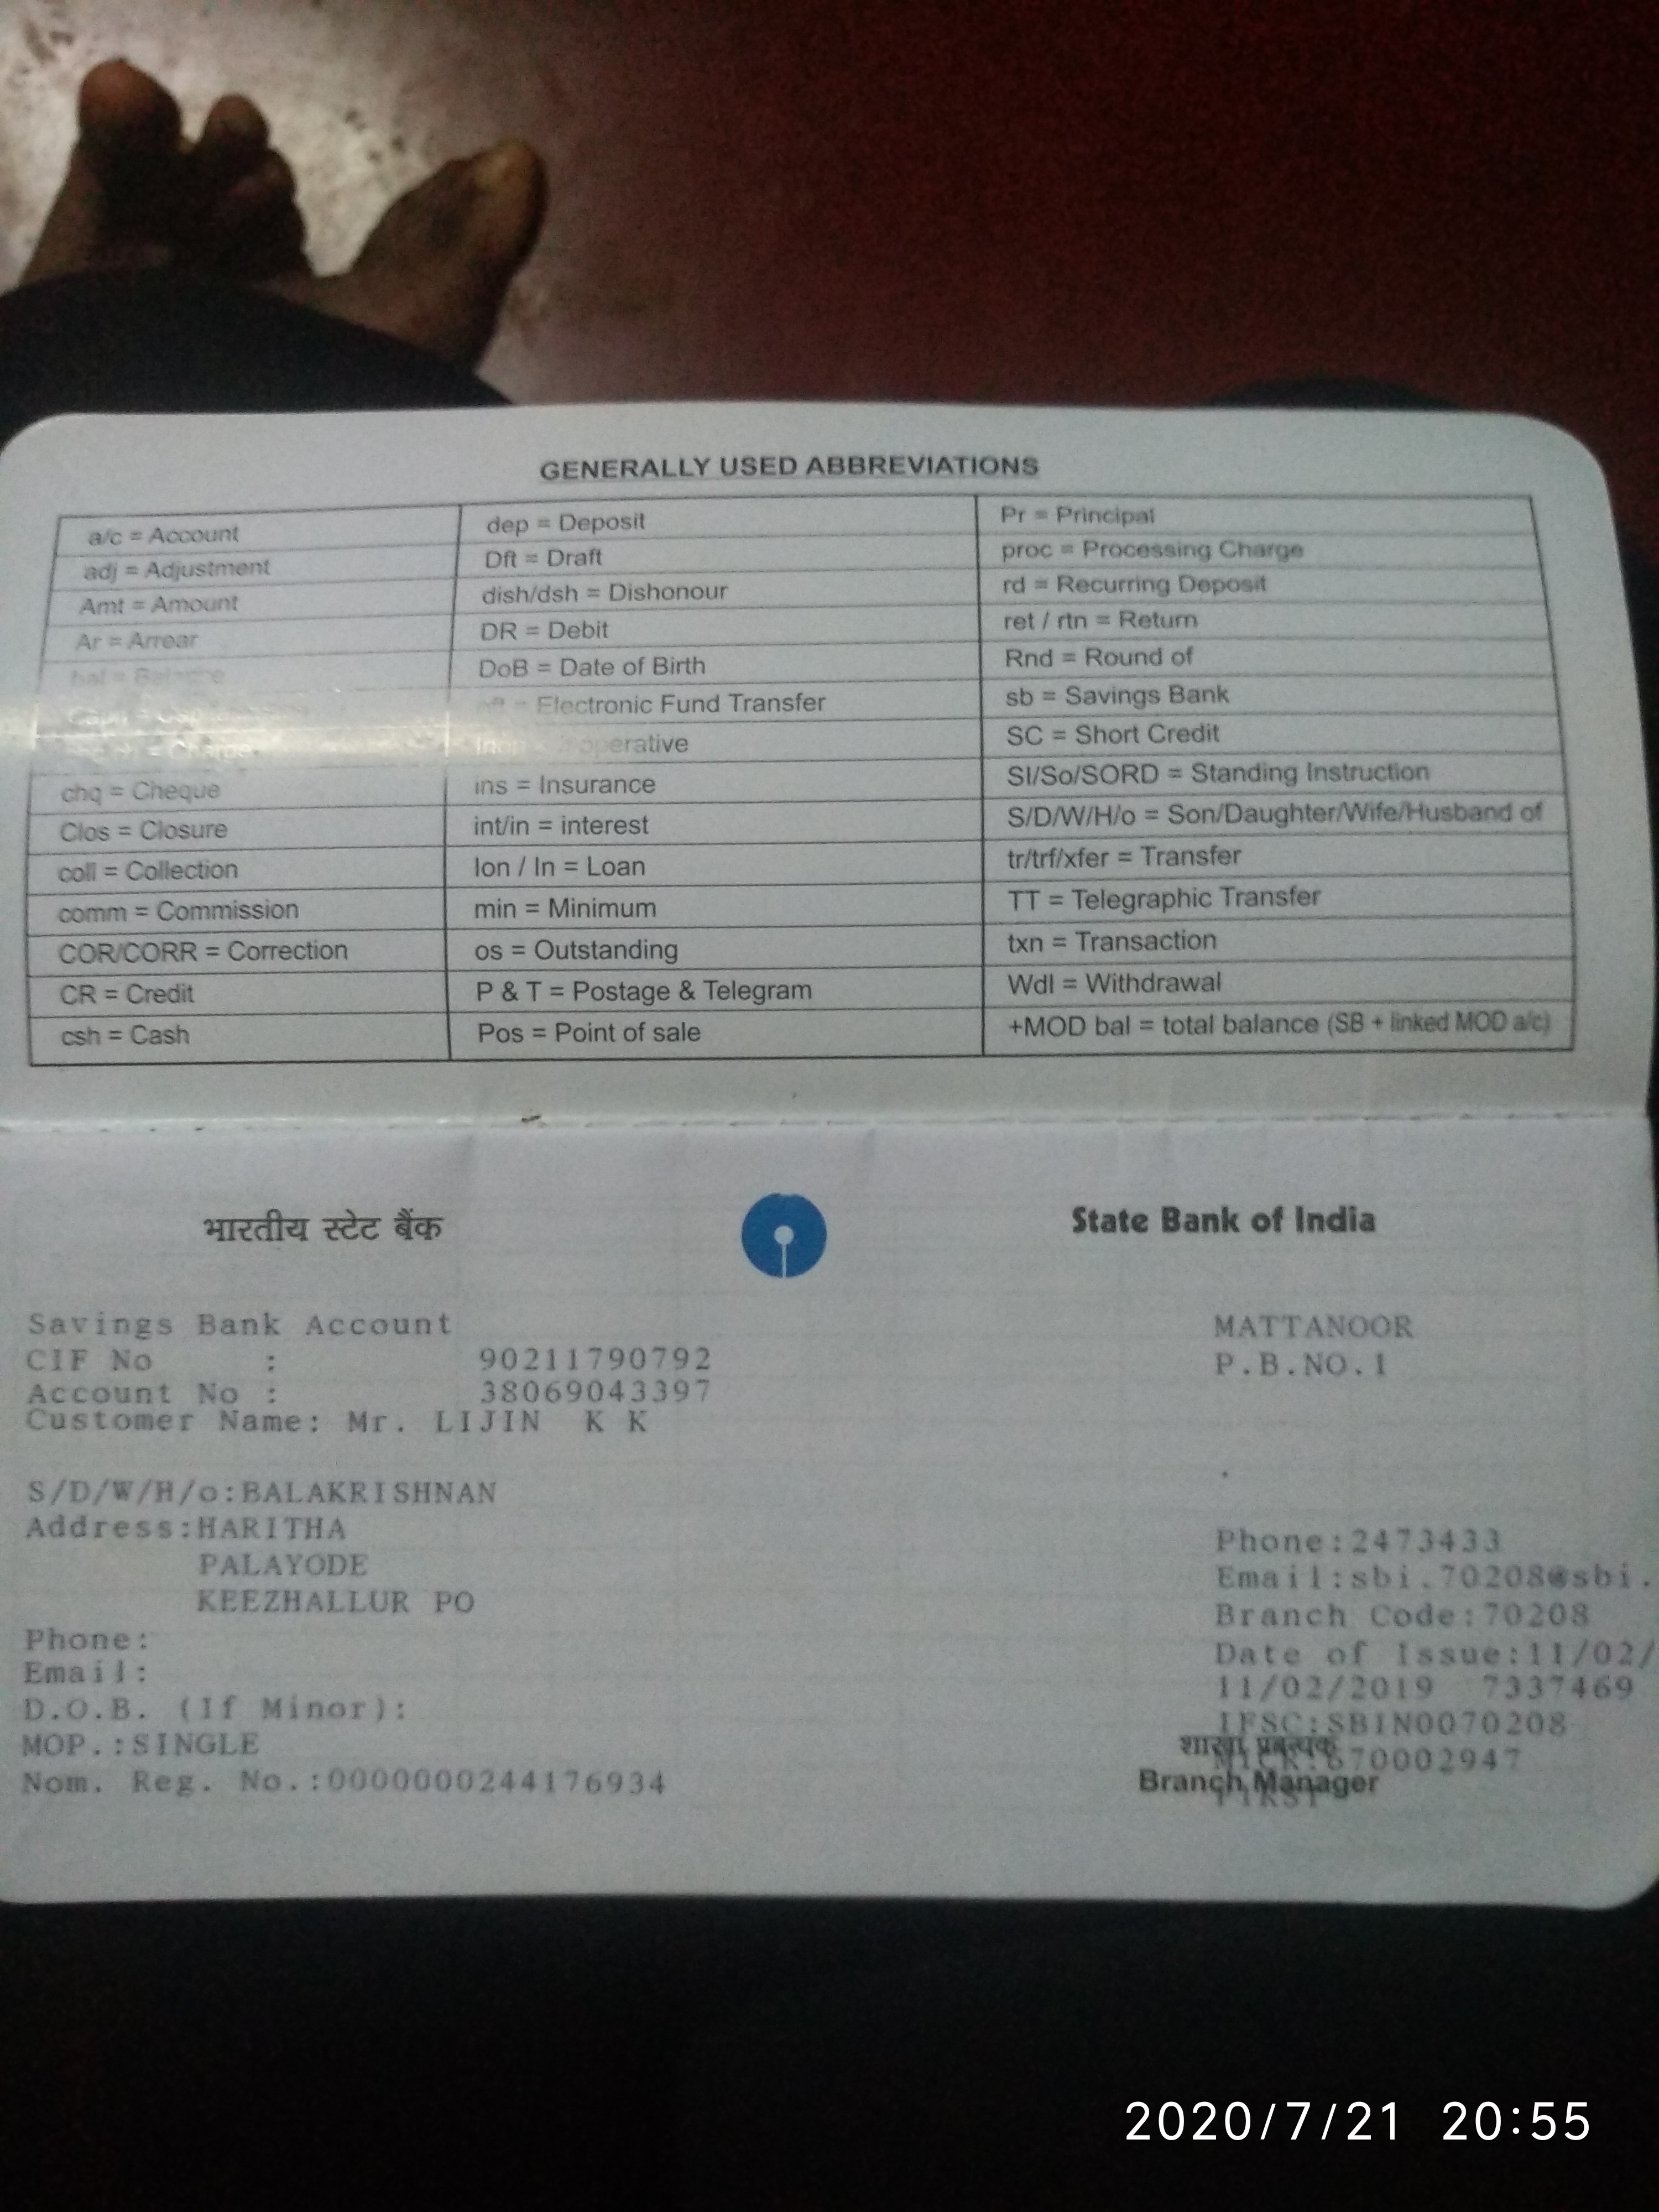 GENERALLY USED ABBREVIATIONS
a/c = Account
adj = Adjustment
Amt = Amount
Ar = Arrear
bal = Balance
= Charge
chq = Cheque
Clos = Closure
coll = Collection
comm = Commission
COR/CORR = Correction
CR = Credit
csh = Cash
dep = Deposit
Dft = Draft
dish/dsh = Dishonour
DR = Debit
DoB = Date of Birth
= Electronic Fund Transfer
ins = Insurance
int/in = interest
lon / ln = Loan
min = Minimum
os = Outstanding
P & T = Postage & Telegram
Pos = Point of sale
Pr = Principal
proc = Processing Charge
rd = Recurring Deposit
ret / rtn = Return
Rnd = Round of
sb = Savings Bank
SC = Short Credit
SI/So/SORD = Standing Instruction
S/D/W/H/o = Son/Daughter/Wife/Husband of
tr/trf/xfer = Transfer
TT = Telegraphic Transfer
txn = Transaction
Wdl = Withdrawal
+MOD bal = total balance (SB + linked MOD a/c)
भारतीय स्टेट बैंक
State Bank of India
Savings Bank Account
CIF No : 90211790792
Account No : 38069043397
Customer Name: Mr. LIJIN K K
S/D/W/H/o:BALAKRISHNAN
Address:HARITHA
PALAYODE
KEEZHALLUR PO
Phone:
Email:
D.O.B. (If Minor):
MOP.:SINGLE
Nom. Reg. No.:0000000244176934
MATTANOOR
P.B.NO.1
Phone:2473433
Email:sbi.70208@sbi.
Branch Code:70208
Date of Issue:11/02/
11/02/2019 7337469
IFSC:SBIN0070208
शाखा प्रबन्धक
MICR:670002947
Branch Manager
FIRST
2020/7/21 20:55